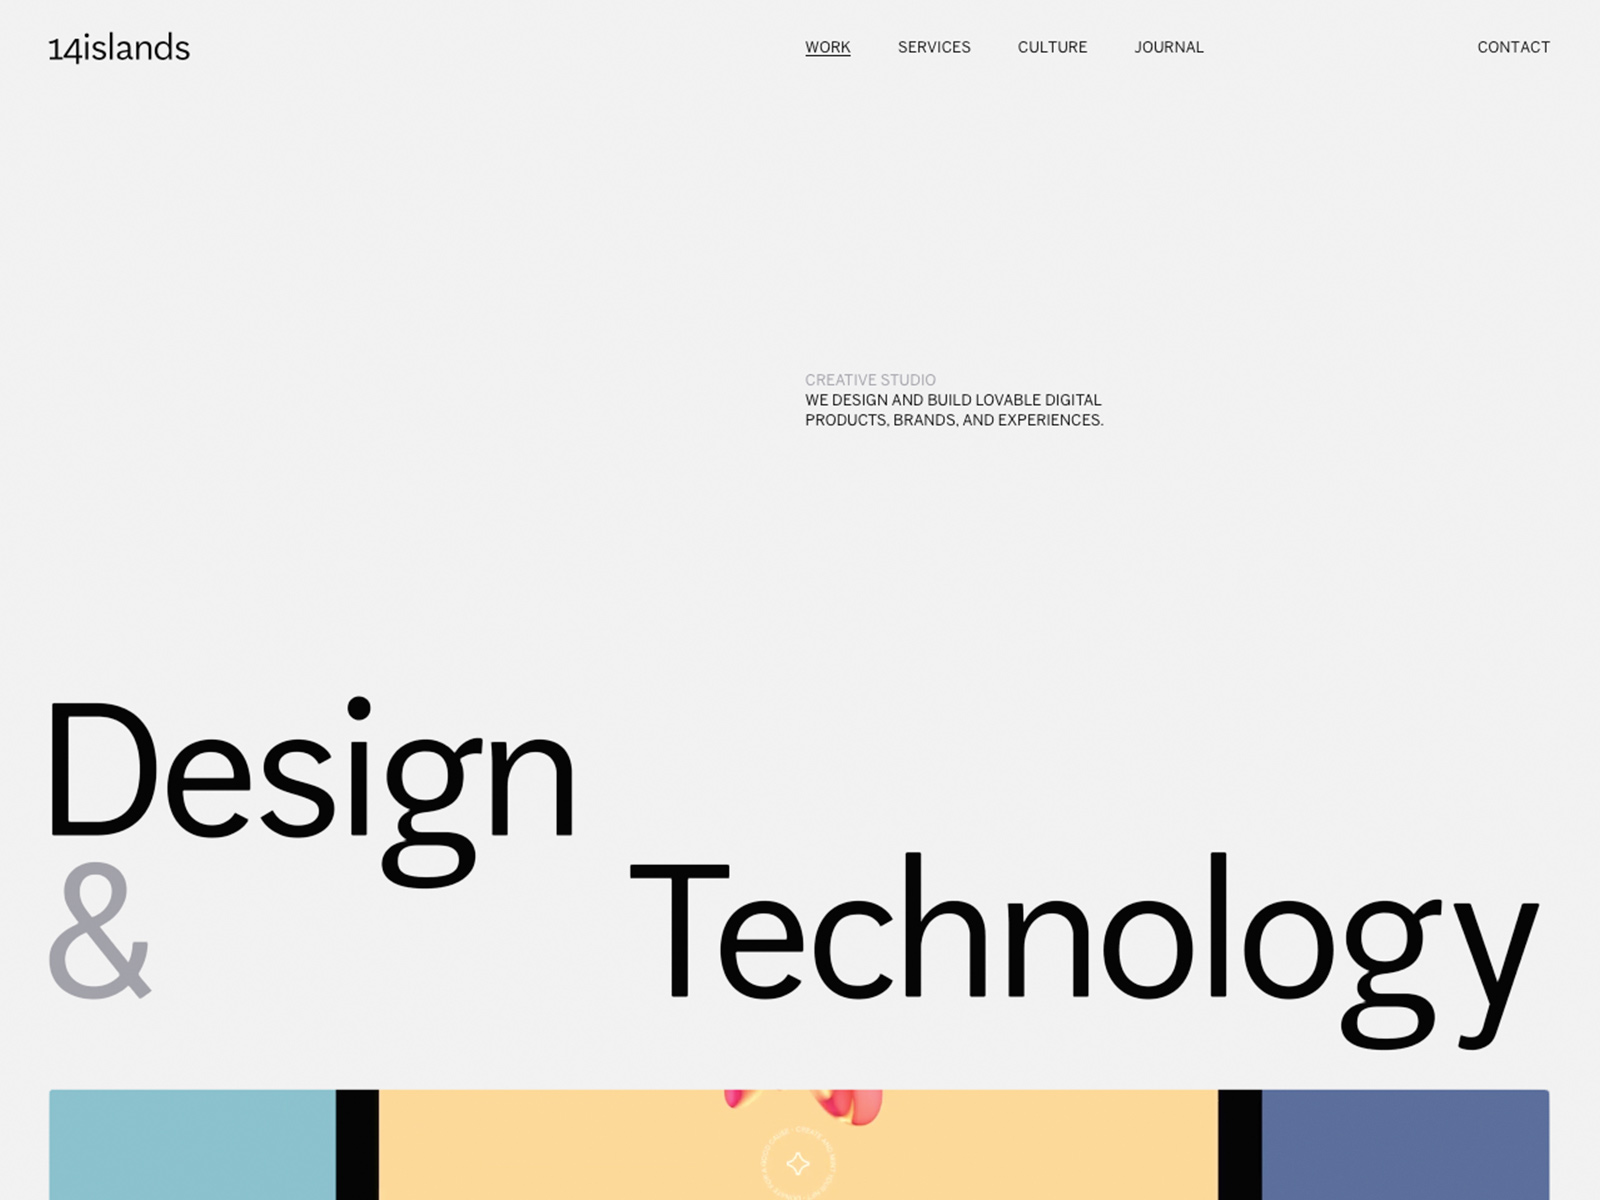 14islands
WORK
SERVICES
CULTURE
JOURNAL
CONTACT
CREATIVE STUDIO
WE DESIGN AND BUILD LOVABLE DIGITAL
PRODUCTS, BRANDS, AND EXPERIENCES.
Design
& Technology